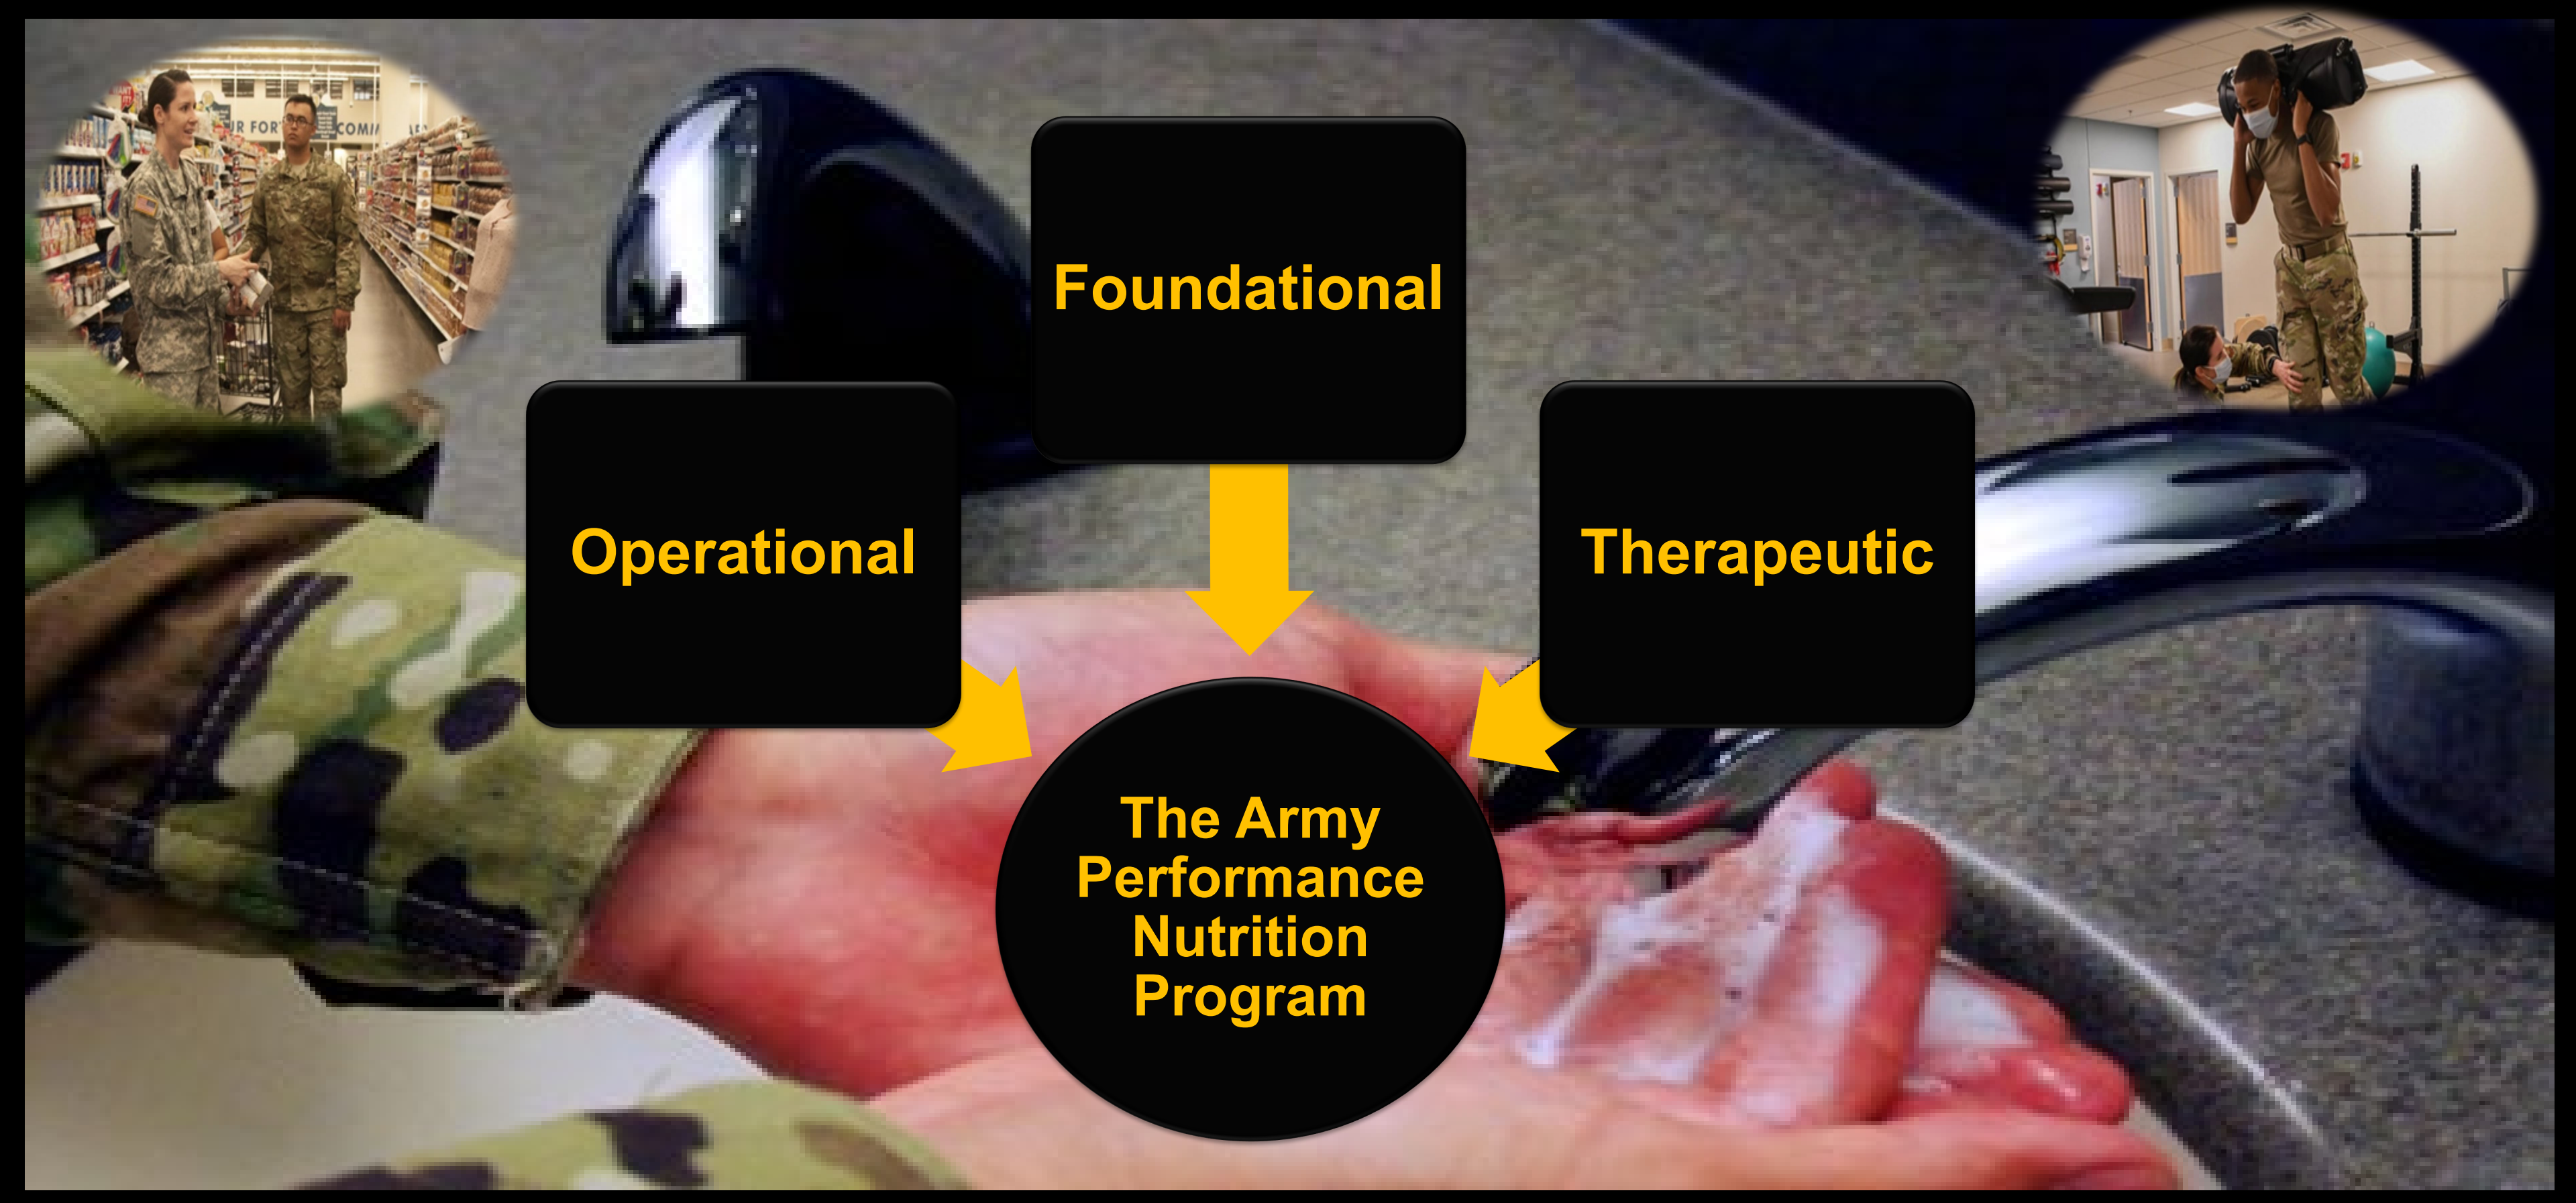 Foundational
Operational
Therapeutic
The Army
Performance
Nutrition
Program